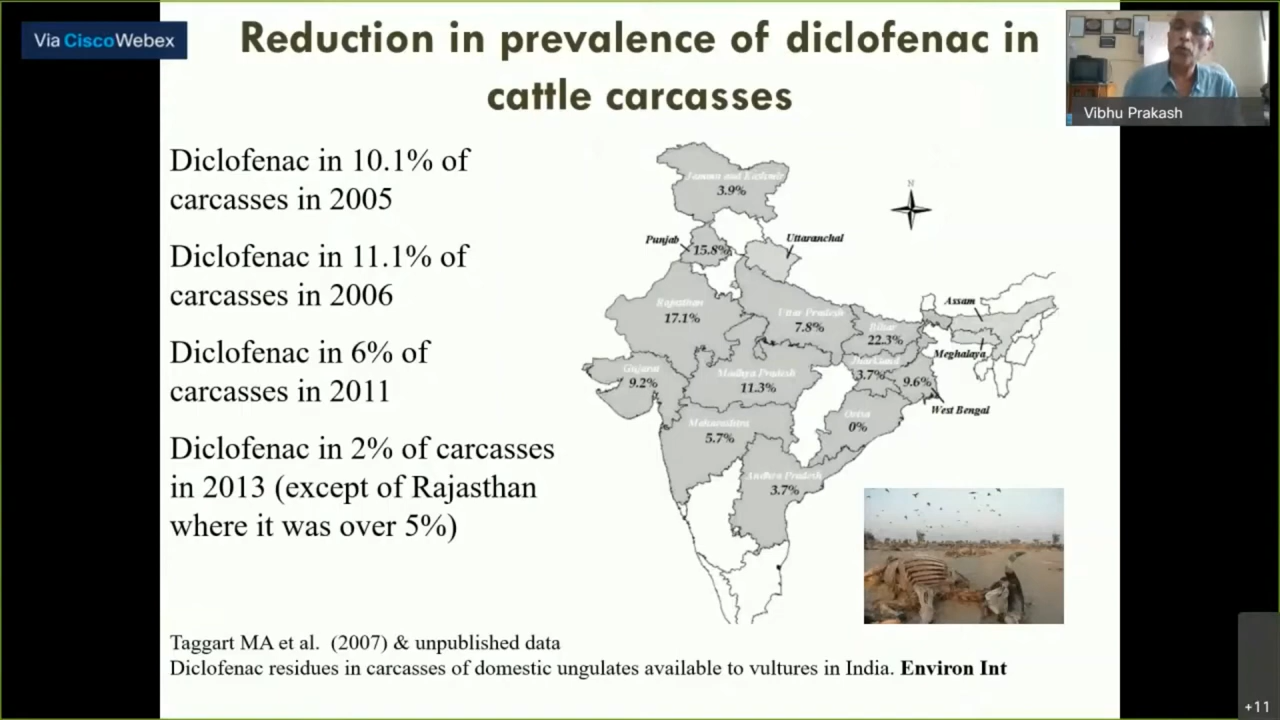 Via CiscoWebex
Reduction in prevalence of diclofenac in
cattle carcasses
Vibhu Prakash
Diclofenac in 10.1% of
carcasses in 2005
Diclofenac in 11.1% of
carcasses in 2006
Diclofenac in 6% of
carcasses in 2011
Diclofenac in 2% of carcasses
in 2013 (except of Rajasthan
where it was over 5%)
N
Jammu and Kashmir
3.9%
Punjab
15.8%
Uttaranchal
Rajasthan
17.1%
Uttar Pradesh
7.8%
Bihar
22.3%
Assam
Meghalaya
Gujarat
9.2%
Madhya Pradesh
11.3%
Jharkand
3.7%
9.6%
West Bengal
Maharashtra
5.7%
0%
Andhra Pradesh
3.7%
Taggart MA et al. (2007) & unpublished data
Diclofenac residues in carcasses of domestic ungulates available to vultures in India. Environ Int
+11